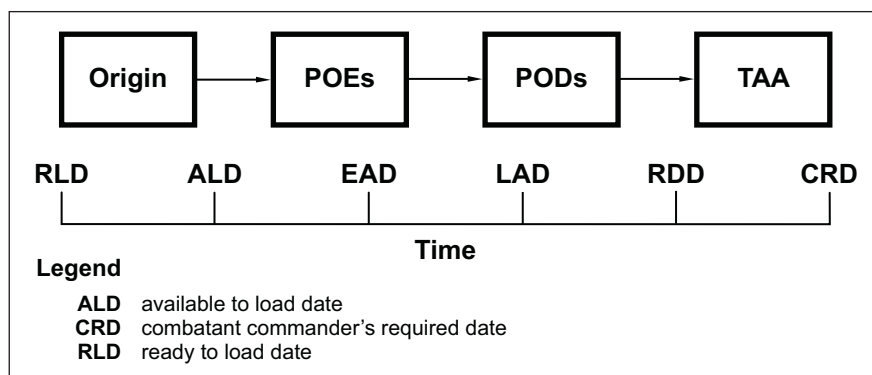 Origin POEs PODs TAA
RLD ALD EAD LAD RDD CRD
Time
Legend
ALD available to load date
CRD combatant commander's required date
RLD ready to load date